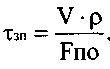 τзп = V · ρ / Fпо,